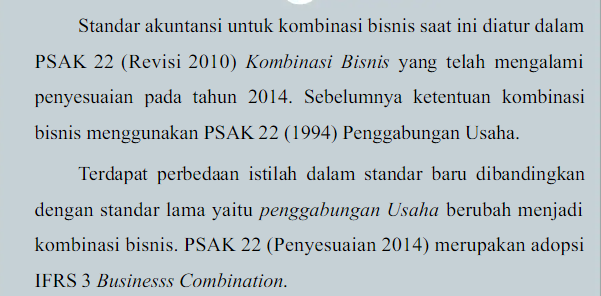 Standar akuntansi untuk kombinasi bisnis saat ini diatur dalam
PSAK 22 (Revisi 2010) Kombinasi Bisnis yang telah mengalami
penyesuaian pada tahun 2014. Sebelumnya ketentuan kombinasi
bisnis menggunakan PSAK 22 (1994) Penggabungan Usaha.
Terdapat perbedaan istilah dalam standar baru dibandingkan
dengan standar lama yaitu penggabungan Usaha berubah menjadi
kombinasi bisnis. PSAK 22 (Penyesuaian 2014) merupakan adopsi
IFRS 3 Businesss Combination.